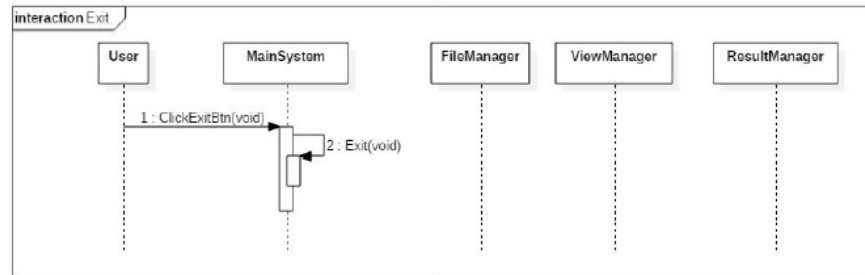 interaction Exit
User
MainSystem
FileManager
ViewManager
ResultManager
1 : ClickExitBtn(void)
2 : Exit(void)